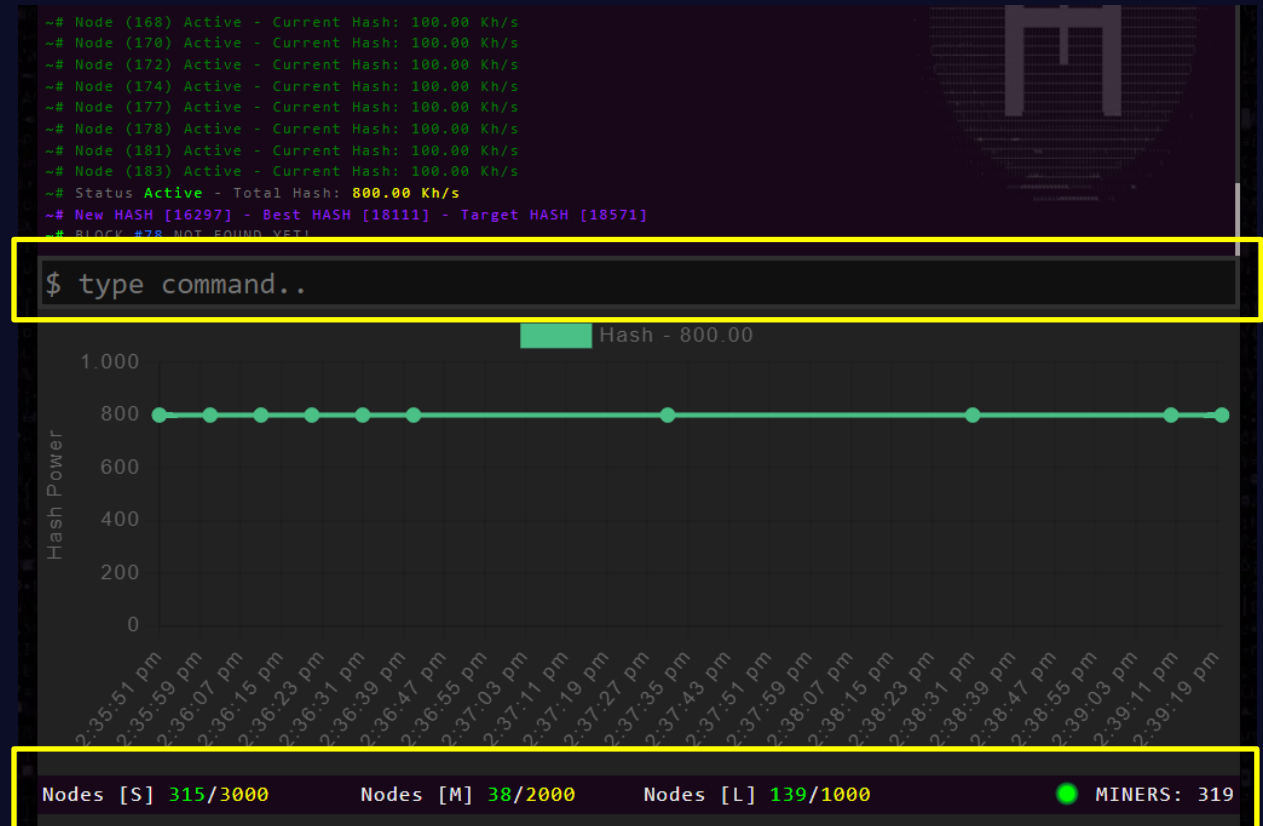 ~# Node (168) Active - Current Hash: 100.00 Kh/s
~# Node (170) Active - Current Hash: 100.00 Kh/s
~# Node (172) Active - Current Hash: 100.00 Kh/s
~# Node (174) Active - Current Hash: 100.00 Kh/s
~# Node (177) Active - Current Hash: 100.00 Kh/s
~# Node (178) Active - Current Hash: 100.00 Kh/s
~# Node (181) Active - Current Hash: 100.00 Kh/s
~# Node (183) Active - Current Hash: 100.00 Kh/s
~# Status Active - Total Hash: 800.00 Kh/s
~# New HASH [16297] - Best HASH [18111] - Target HASH [18571]
~# BLOCK #78 NOT FOUND YET!
$ type command..
Hash - 800.00
Hash Power
1.000
800
600
400
200
0
2:35:51 pm
2:35:59 pm
2:36:07 pm
2:36:15 pm
2:36:23 pm
2:36:31 pm
2:36:39 pm
2:36:47 pm
2:36:55 pm
2:37:03 pm
2:37:11 pm
2:37:19 pm
2:37:27 pm
2:37:35 pm
2:37:43 pm
2:37:51 pm
2:37:59 pm
2:38:07 pm
2:38:15 pm
2:38:23 pm
2:38:31 pm
2:38:39 pm
2:38:47 pm
2:38:55 pm
2:39:03 pm
2:39:11 pm
2:39:19 pm
Nodes [S] 315/3000 Nodes [M] 38/2000 Nodes [L] 139/1000 MINERS: 319